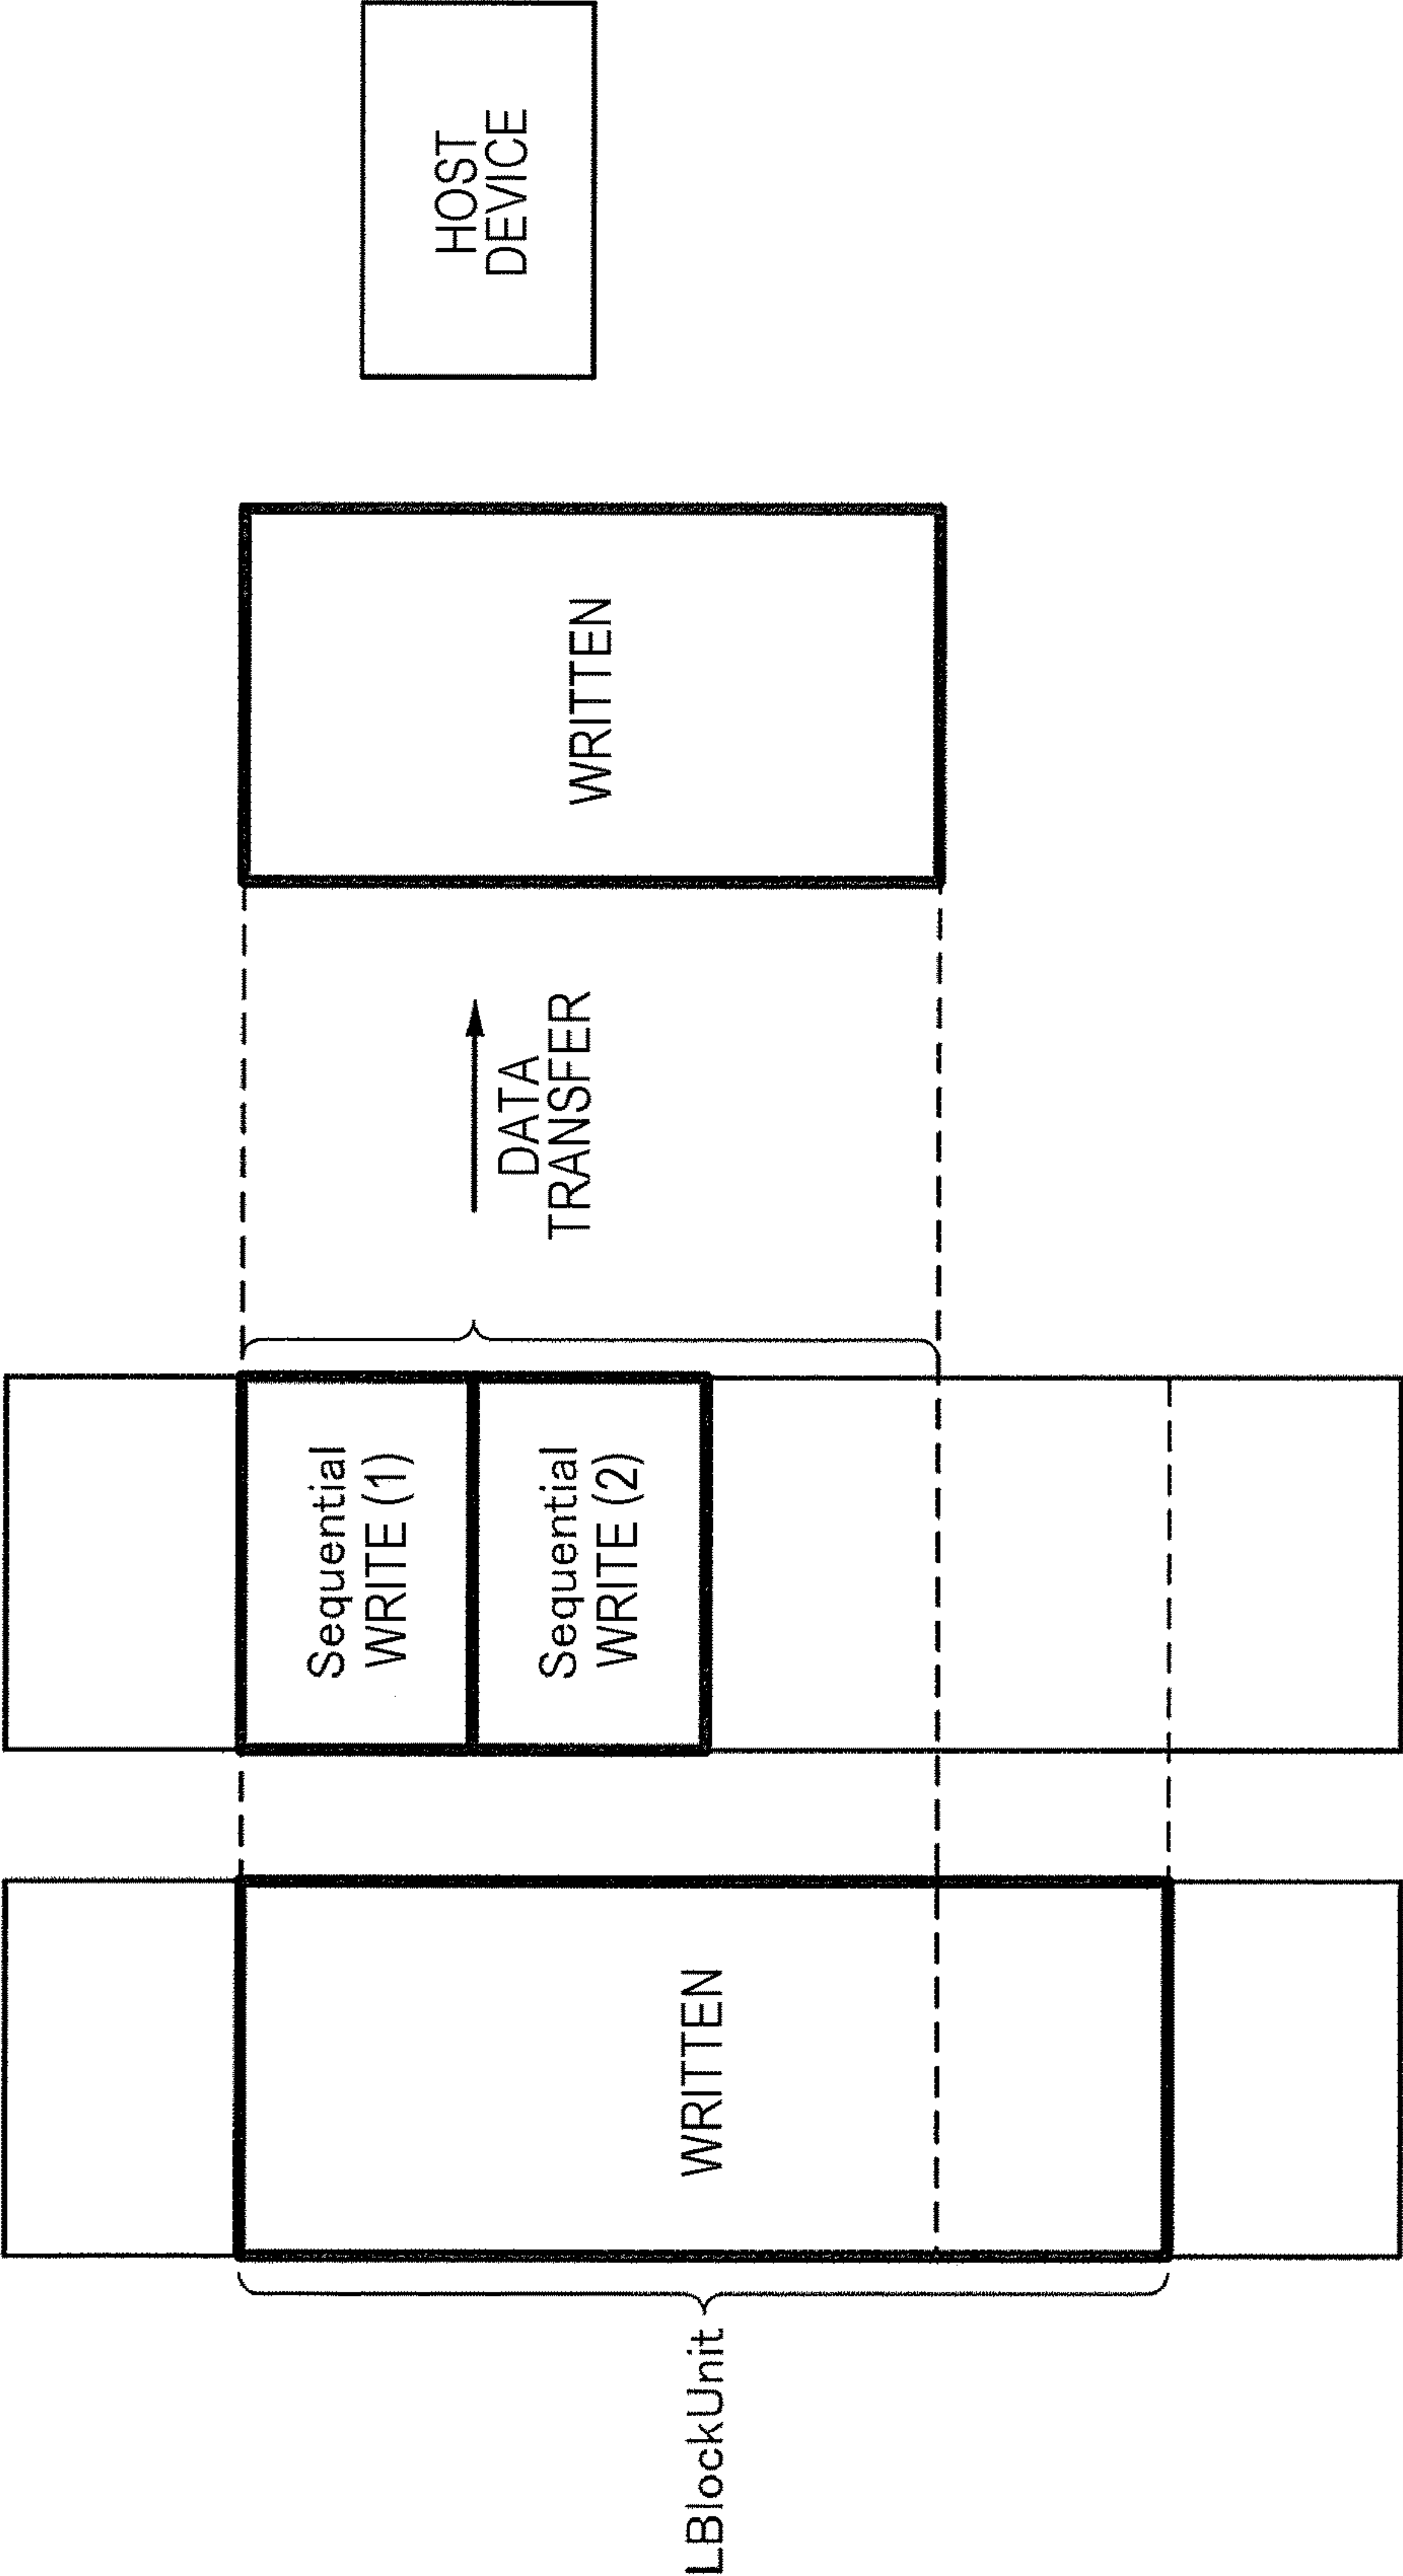 LBlockUnit
WRITTEN
Sequential
WRITE (1)
Sequential
WRITE (2)
DATA
TRANSFER
WRITTEN
HOST
DEVICE